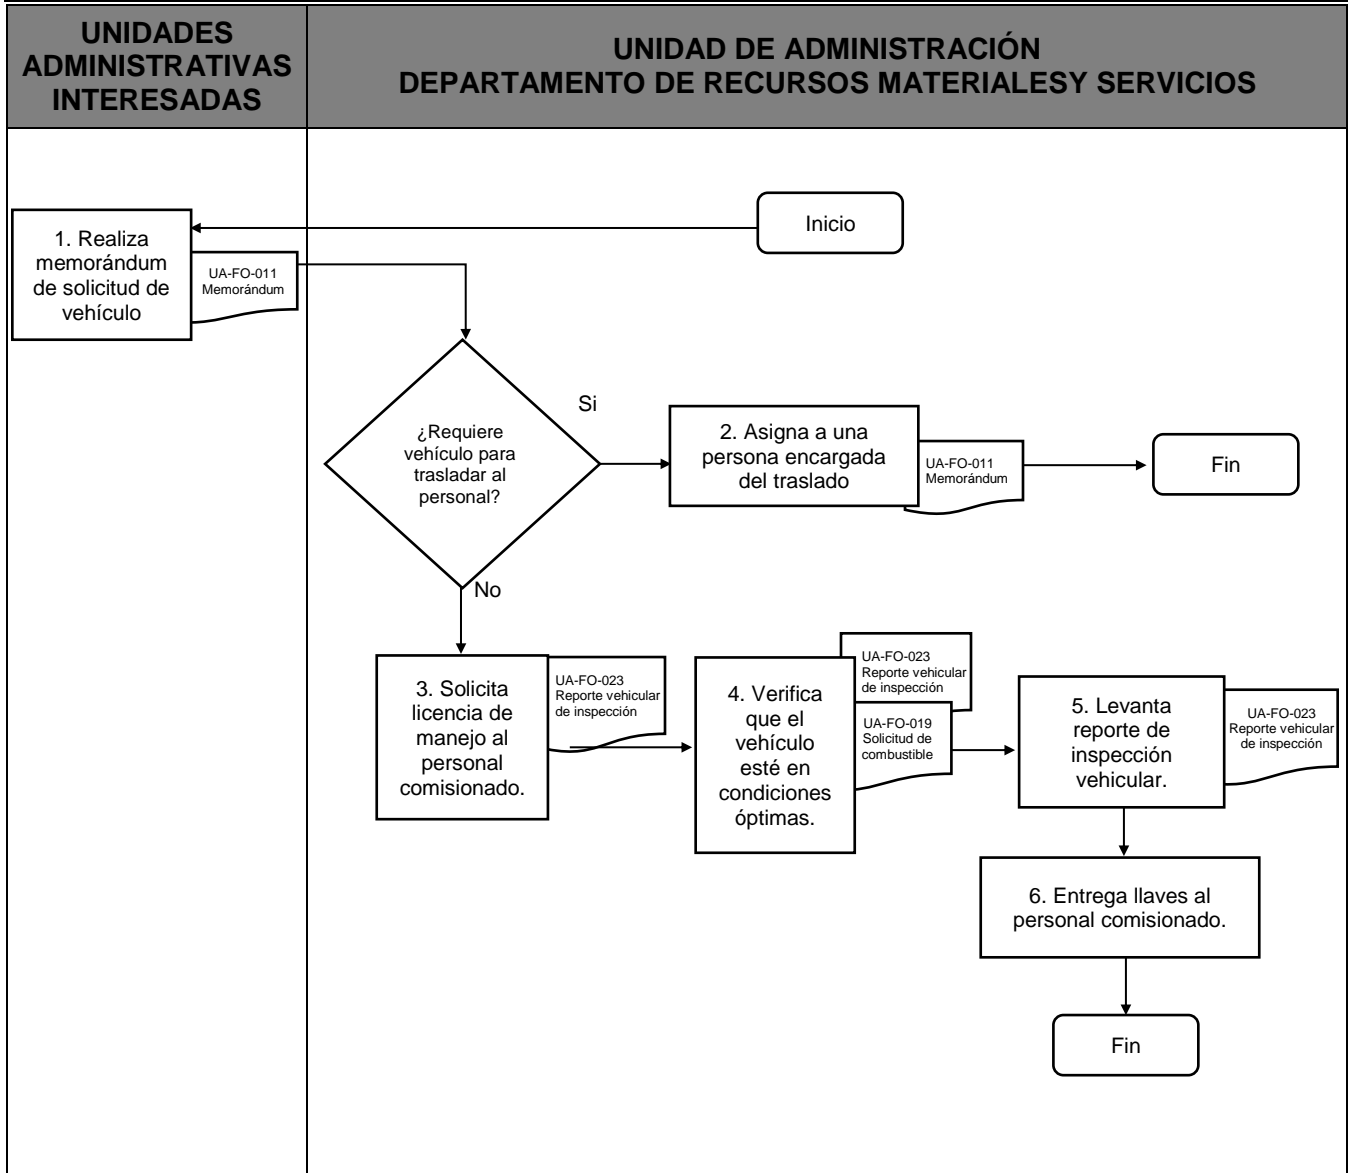 UNIDADES
ADMINISTRATIVAS
INTERESADAS
UNIDAD DE ADMINISTRACIÓN
DEPARTAMENTO DE RECURSOS MATERIALESY SERVICIOS
Inicio
1. Realiza
memorándum
de solicitud de
vehículo
UA-FO-011
Memorándum
¿Requiere
vehículo para
trasladar al
personal?
Si
2. Asigna a una
persona encargada
del traslado
UA-FO-011
Memorándum
Fin
No
3. Solicita
licencia de
manejo al
personal
comisionado.
UA-FO-023
Reporte vehicular
de inspección
4. Verifica
que el
vehículo
esté en
condiciones
óptimas.
UA-FO-023
Reporte vehicular
de inspección
UA-FO-019
Solicitud de
combustible
5. Levanta
reporte de
inspección
vehicular.
UA-FO-023
Reporte vehicular
de inspección
6. Entrega llaves al
personal comisionado.
Fin